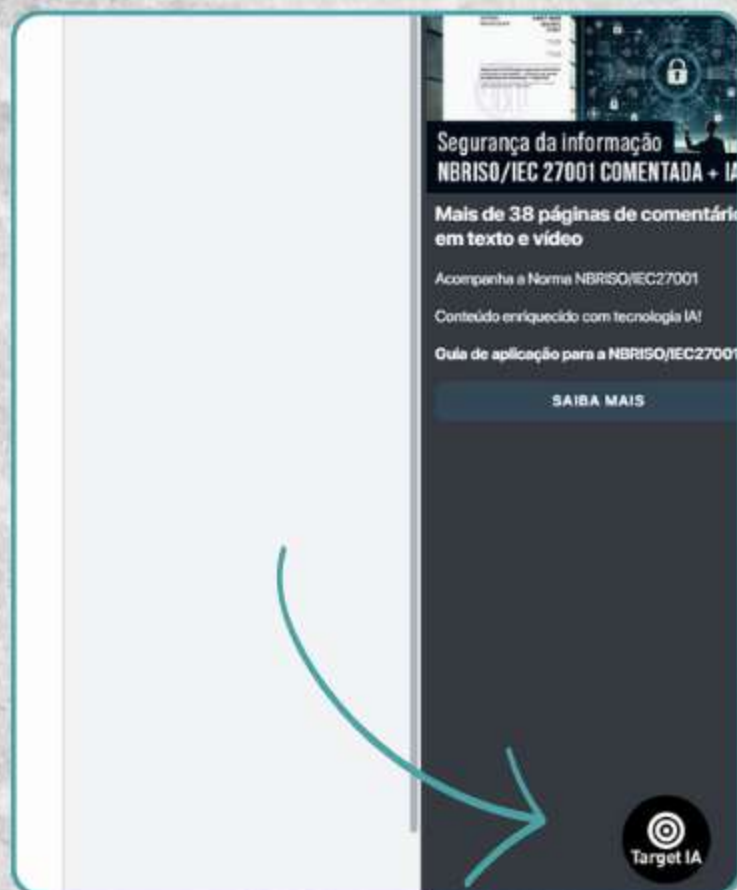 Segurança da informação
NBRISO/IEC 27001 COMENTADA + IA
Mais de 38 páginas de comentário
em texto e vídeo
Acompanha a Norma NBRISO/IEC27001
Conteúdo enriquecido com tecnologia IA!
Guia de aplicação para a NBRISO/IEC27001
SAIBA MAIS
Target IA